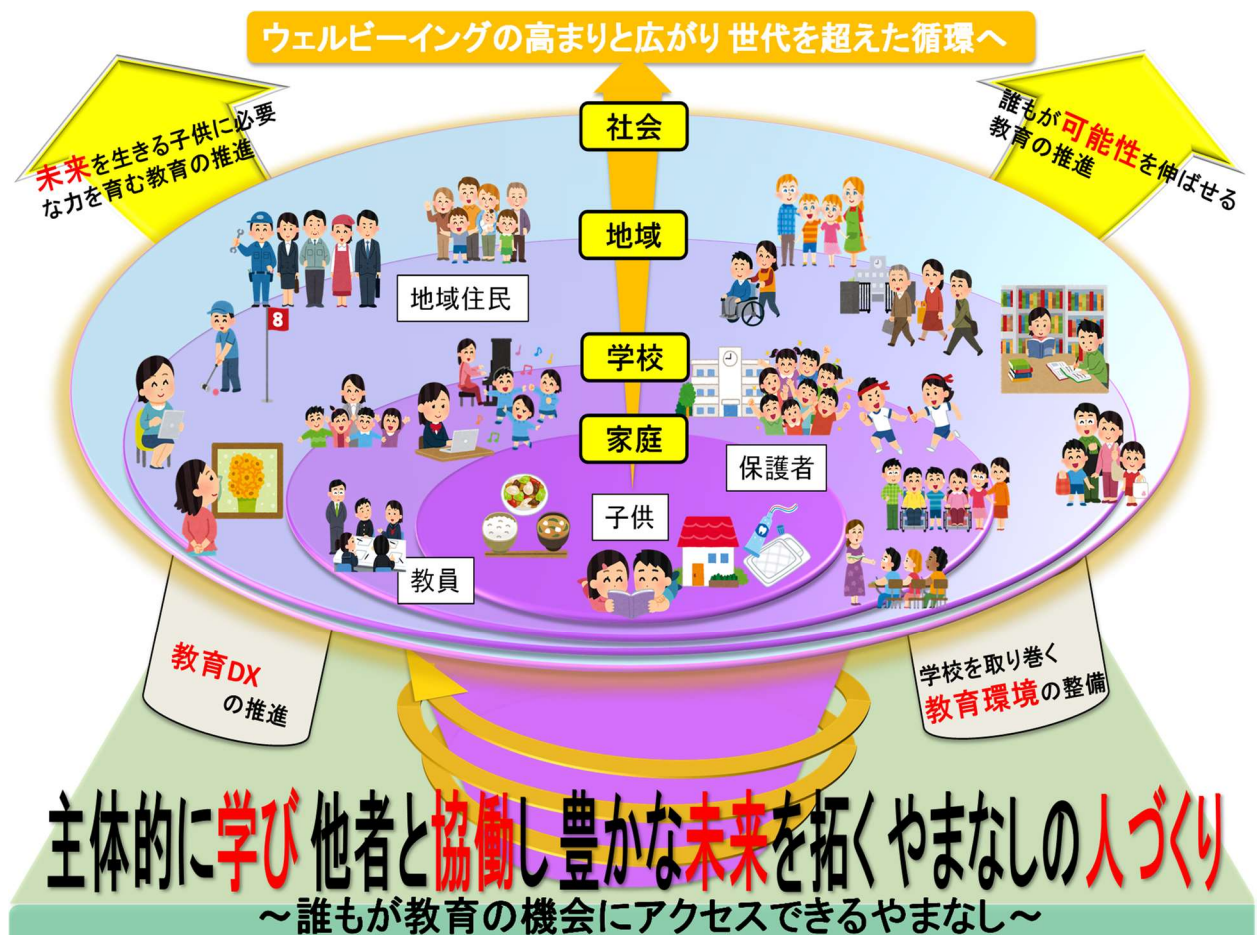 ウェルビーイングの高まりと広がり 世代を超えた循環へ
未来を生きる子供に必要
な力を育む教育の推進
誰もが可能性を伸ばせる
教育の推進
社会
地域
学校
家庭
子供
地域住民
8
保護者
教員
教育DX
の推進
学校を取り巻く
教育環境の整備
主体的に学び 他者と協働し 豊かな未来を拓く やまなしの人づくり
～誰もが教育の機会にアクセスできるやまなし～